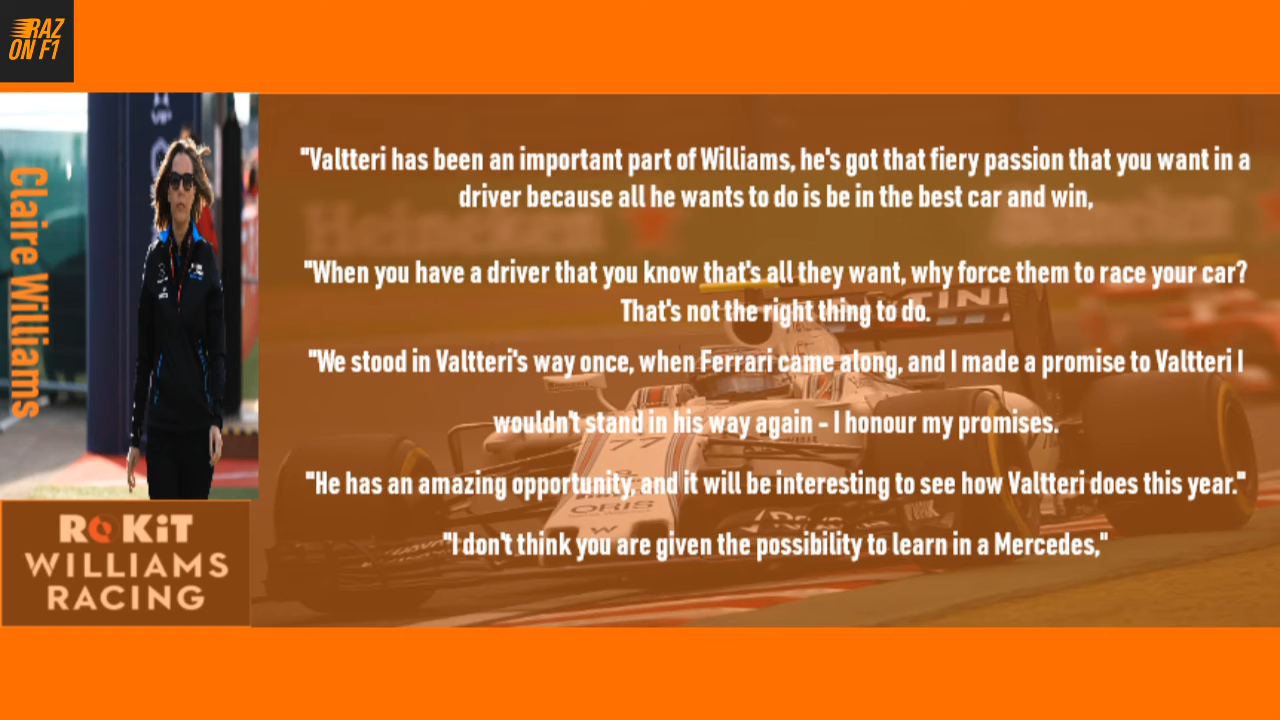 RAZ
ON F1
Claire Williams
VIP
"Valtteri has been an important part of Williams, he's got that fiery passion that you want in a
driver because all he wants to do is be in the best car and win,
Heineken
Heineken
"When you have a driver that you know that's all they want, why force them to race your car?
That's not the right thing to do.
TINI
"We stood in Valtteri's way once, when Ferrari came along, and I made a promise to Valtteri I
wouldn't stand in his way again - I honour my promises.
77
"He has an amazing opportunity, and it will be interesting to see how Valtteri does this year."
ORIS
W
"I don't think you are given the possibility to learn in a Mercedes,"
ROKiT
WILLIAMS
RACING